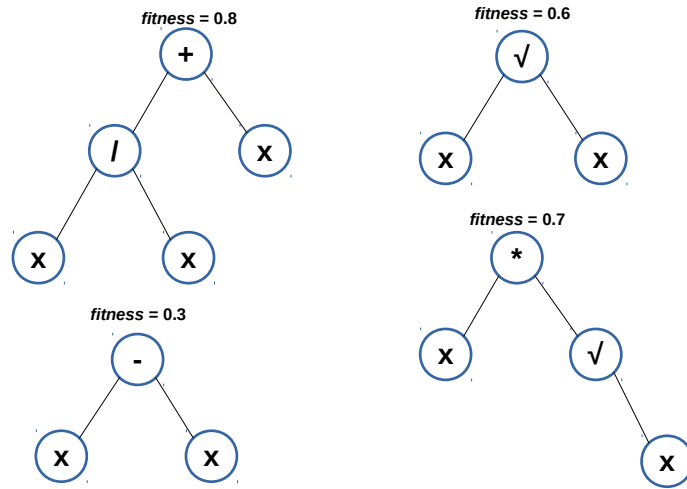 fitness = 0.8
+
/
x
x
x
fitness = 0.6
√
x
x
fitness = 0.3
-
x
x
fitness = 0.7
*
x
√
x